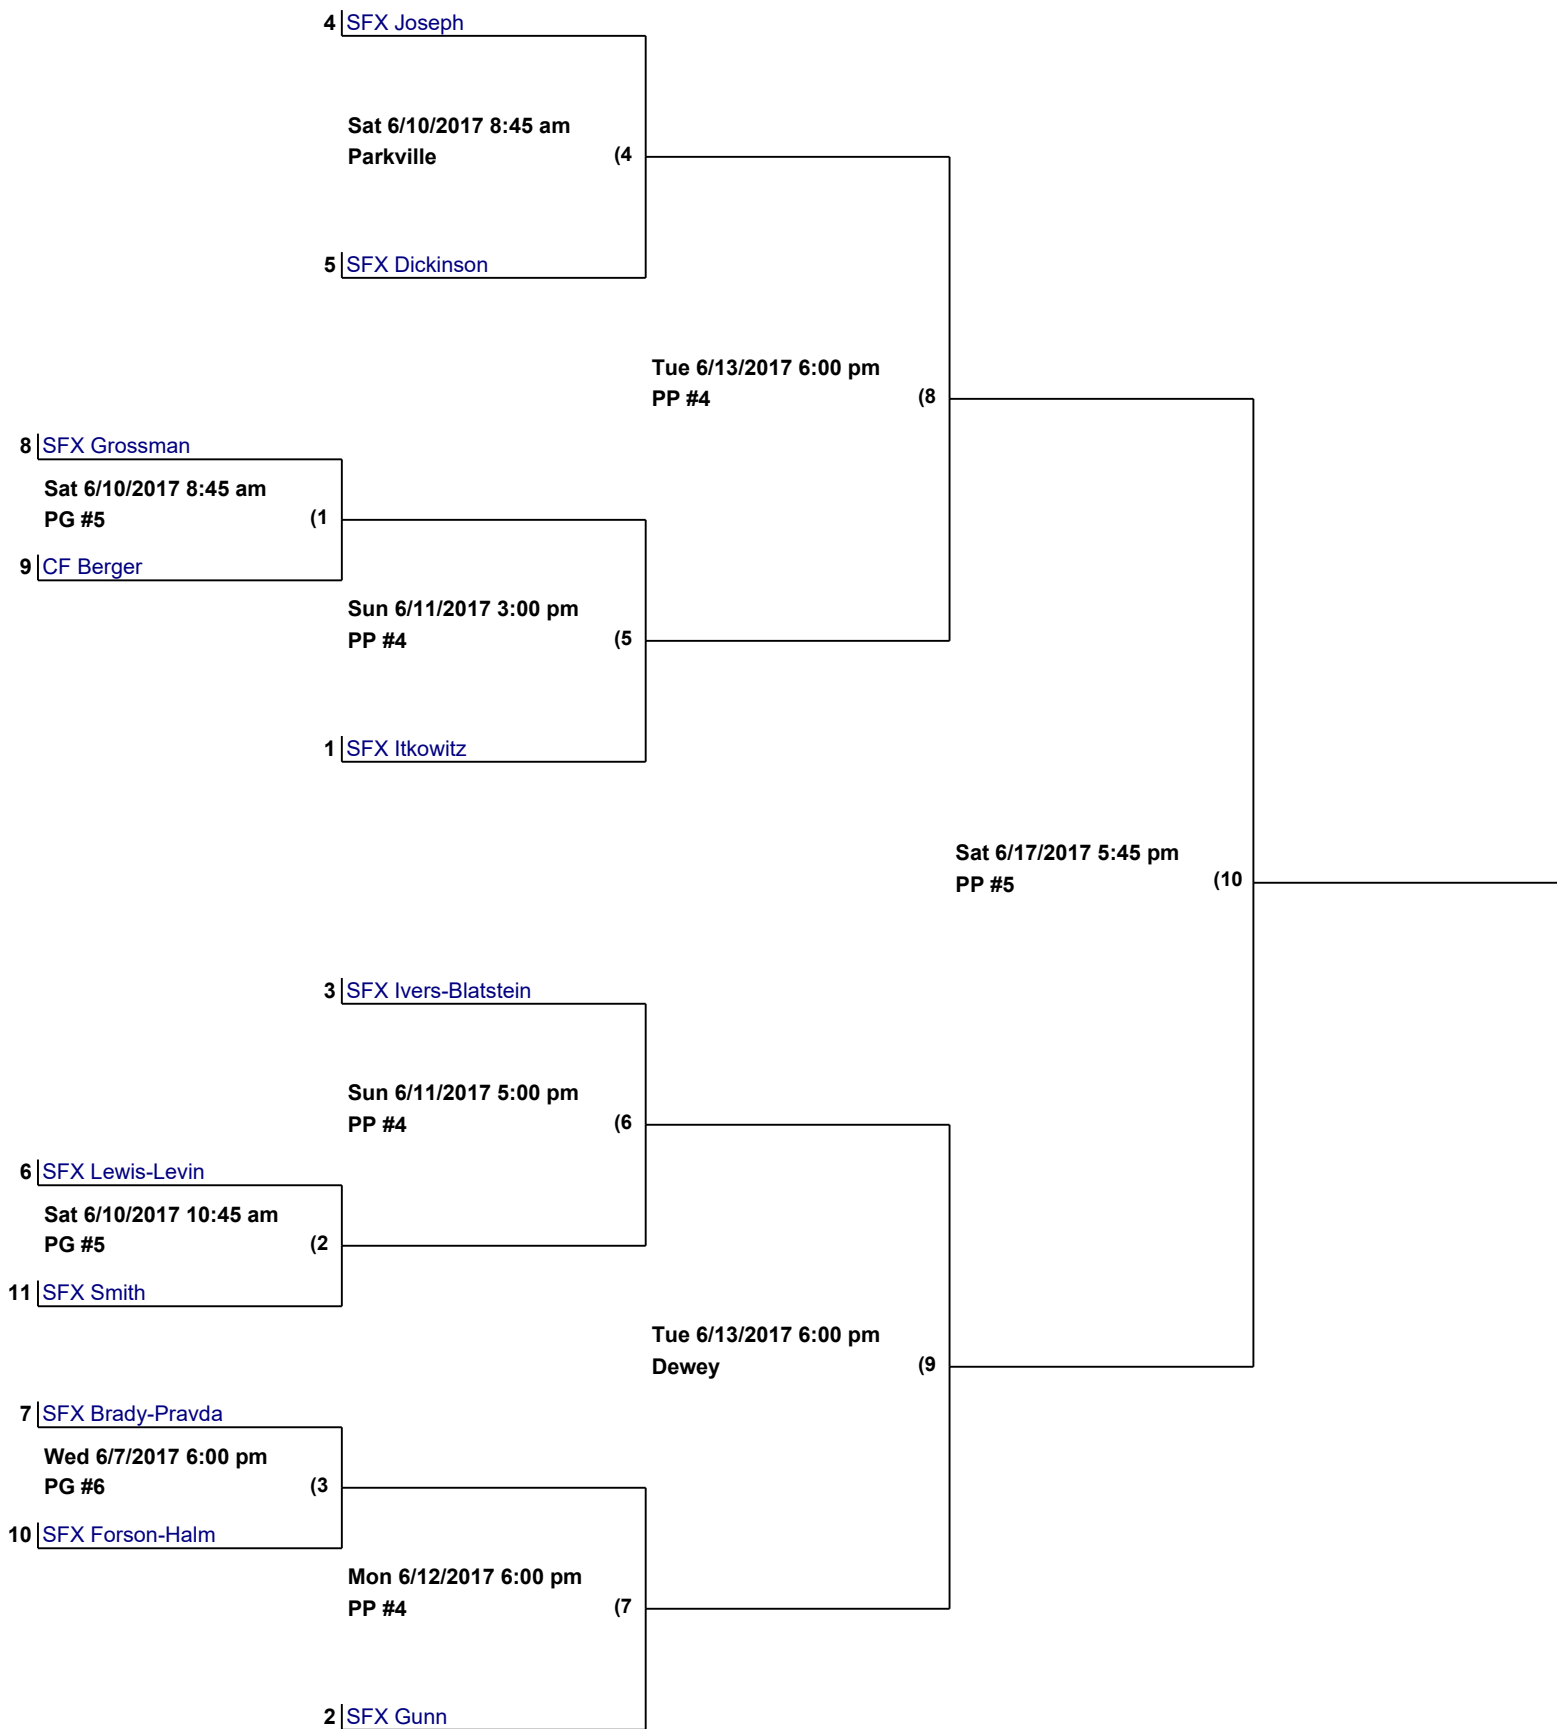 4 SFX Joseph
Sat 6/10/2017 8:45 am
Parkville (4
5 SFX Dickinson
Tue 6/13/2017 6:00 pm
PP #4 (8
8 SFX Grossman
Sat 6/10/2017 8:45 am
PG #5 (1
9 CF Berger
Sun 6/11/2017 3:00 pm
PP #4 (5
1 SFX Itkowitz
Sat 6/17/2017 5:45 pm
PP #5 (10
3 SFX Ivers-Blatstein
Sun 6/11/2017 5:00 pm
PP #4 (6
6 SFX Lewis-Levin
Sat 6/10/2017 10:45 am
PG #5 (2
11 SFX Smith
Tue 6/13/2017 6:00 pm
Dewey (9
7 SFX Brady-Pravda
Wed 6/7/2017 6:00 pm
PG #6 (3
10 SFX Forson-Halm
Mon 6/12/2017 6:00 pm
PP #4 (7
2 SFX Gunn